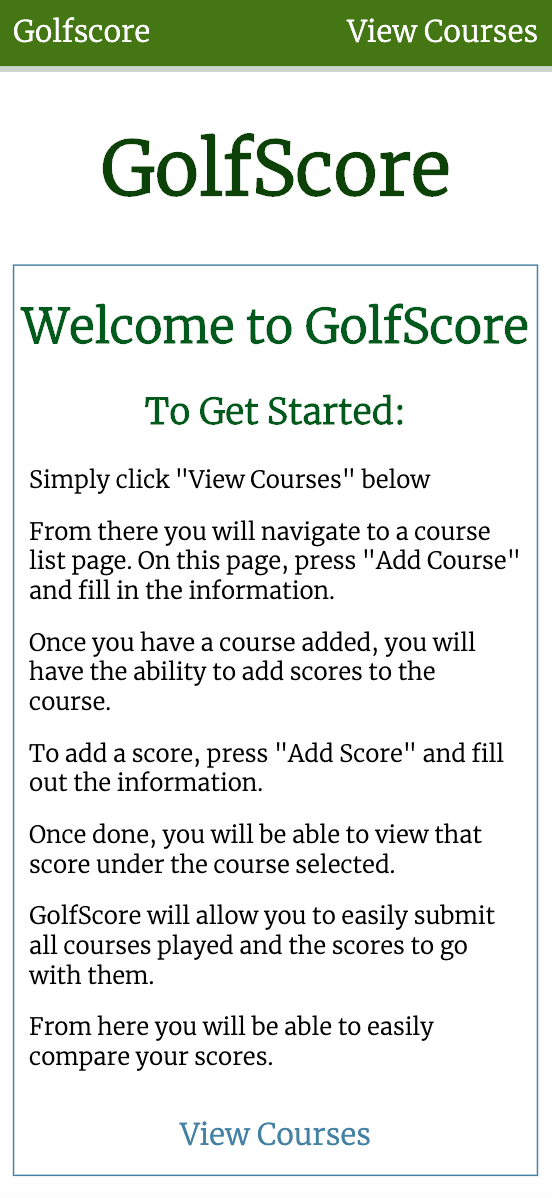 Golfscore
View Courses
GolfScore
Welcome to GolfScore
To Get Started:
Simply click "View Courses" below
From there you will navigate to a course
list page. On this page, press "Add Course"
and fill in the information.
Once you have a course added, you will
have the ability to add scores to the
course.
To add a score, press "Add Score" and fill
out the information.
Once done, you will be able to view that
score under the course selected.
GolfScore will allow you to easily submit
all courses played and the scores to go
with them.
From here you will be able to easily
compare your scores.
View Courses